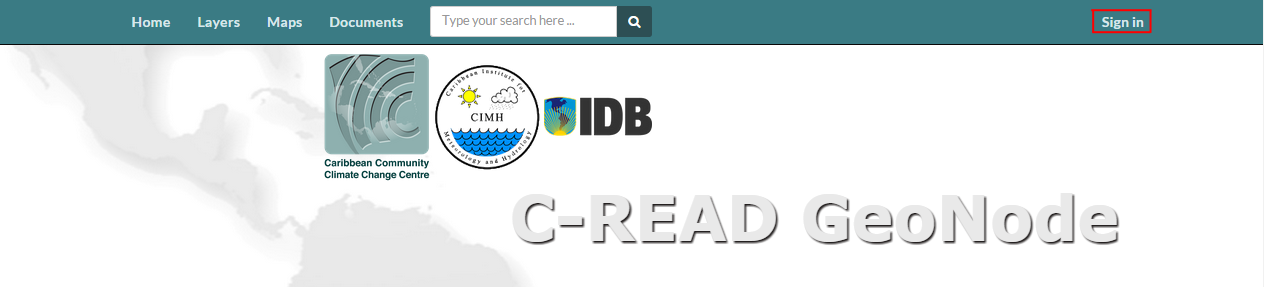 Home Layers Maps Documents Type your search here ... Sign in
Caribbean Institute for
CIMH
Meteorology and Hydrology
IDB
Caribbean Community
Climate Change Centre
C-READ GeoNode